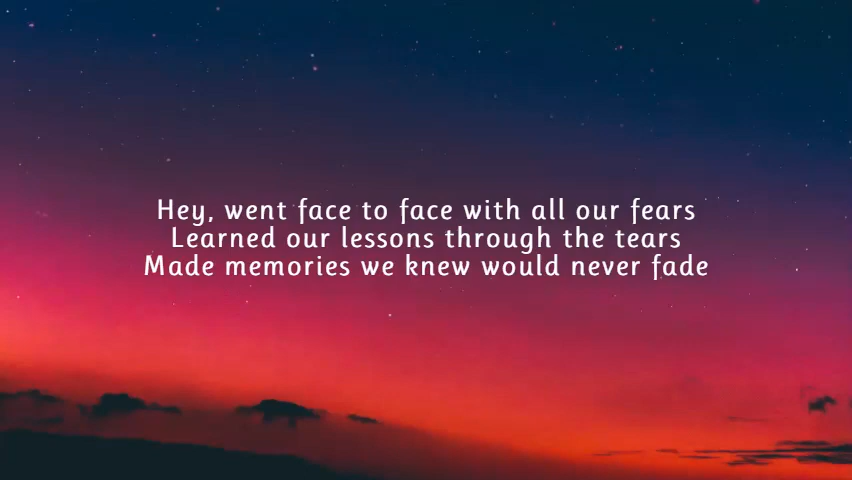 Hey, went face to face with all our fears
Learned our lessons through the tears
Made memories we knew would never fade